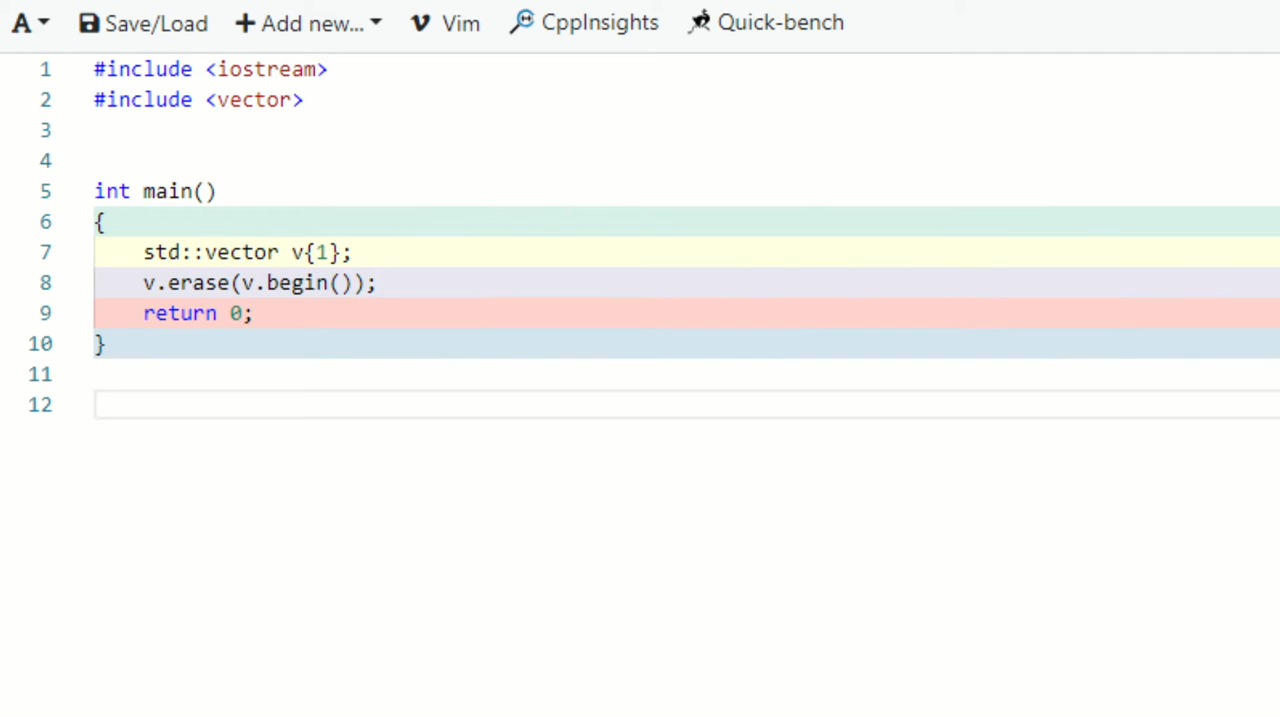 A Save/Load Add new... Vim CppInsights Quick-bench
1 #include <iostream>
2 #include <vector>
3
4
5 int main()
6 {
7 std::vector v{1};
8 v.erase(v.begin());
9 return 0;
10 }
11
12